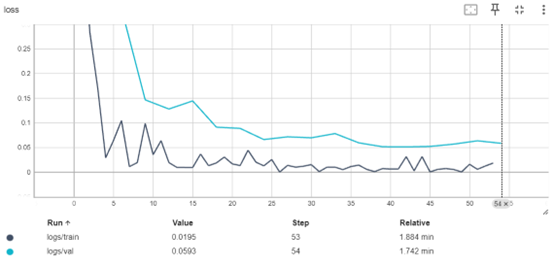 loss
0.25
0.2
0.15
0.1
0.05
0
0 5 10 15 20 25 30 35 40 45 50 54
Run ↑ Value Step Relative
logs/train 0.0195 53 1.884 min
logs/val 0.0593 54 1.742 min